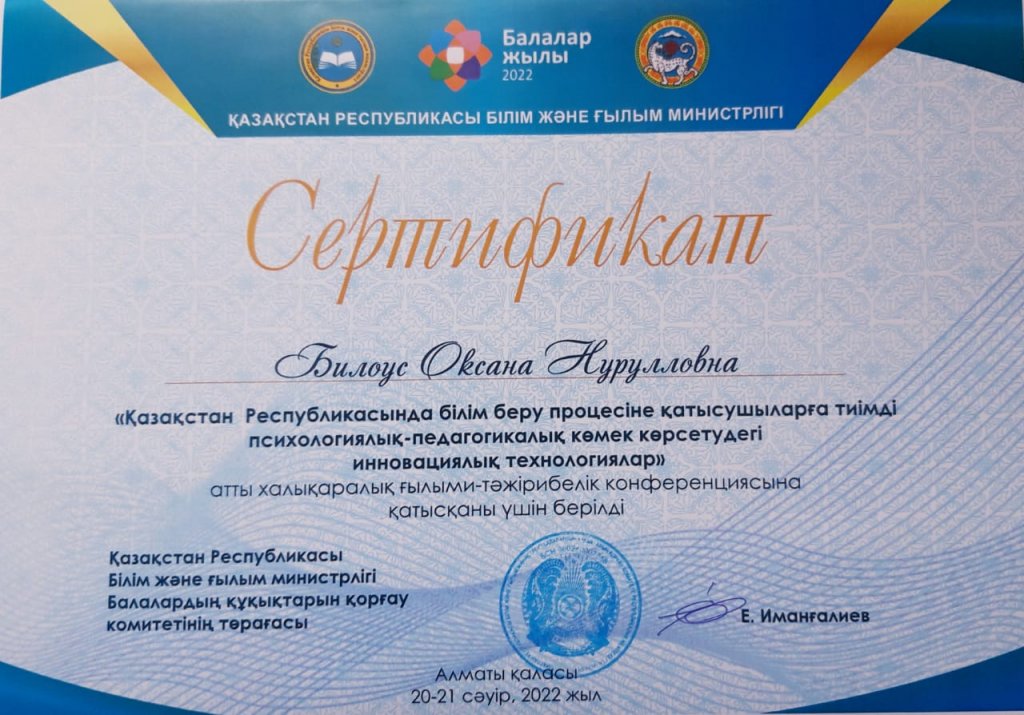 Балалар
жылы
2022
ҚАЗАҚСТАН РЕСПУБЛИКАСЫ БІЛІМ ЖӘНЕ ҒЫЛЫМ МИНИСТРЛІГІ
Сертификат
Билоус Оксана Нурулловна
«Қазақстан Республикасында білім беру процесіне қатысушыларға тиімді
психологиялық-педагогикалық көмек көрсетудегі
инновациялық технологиялар»
атты халықаралық ғылыми-тәжірибелік конференциясына
қатысқаны үшін берілді
Қазақстан Республикасы
Білім және ғылым министрлігі
Балалардың құқықтарын қорғау
комитетінің төрағасы
Е. Иманғалиев
Алматы қаласы
20-21 сәуір, 2022 жыл